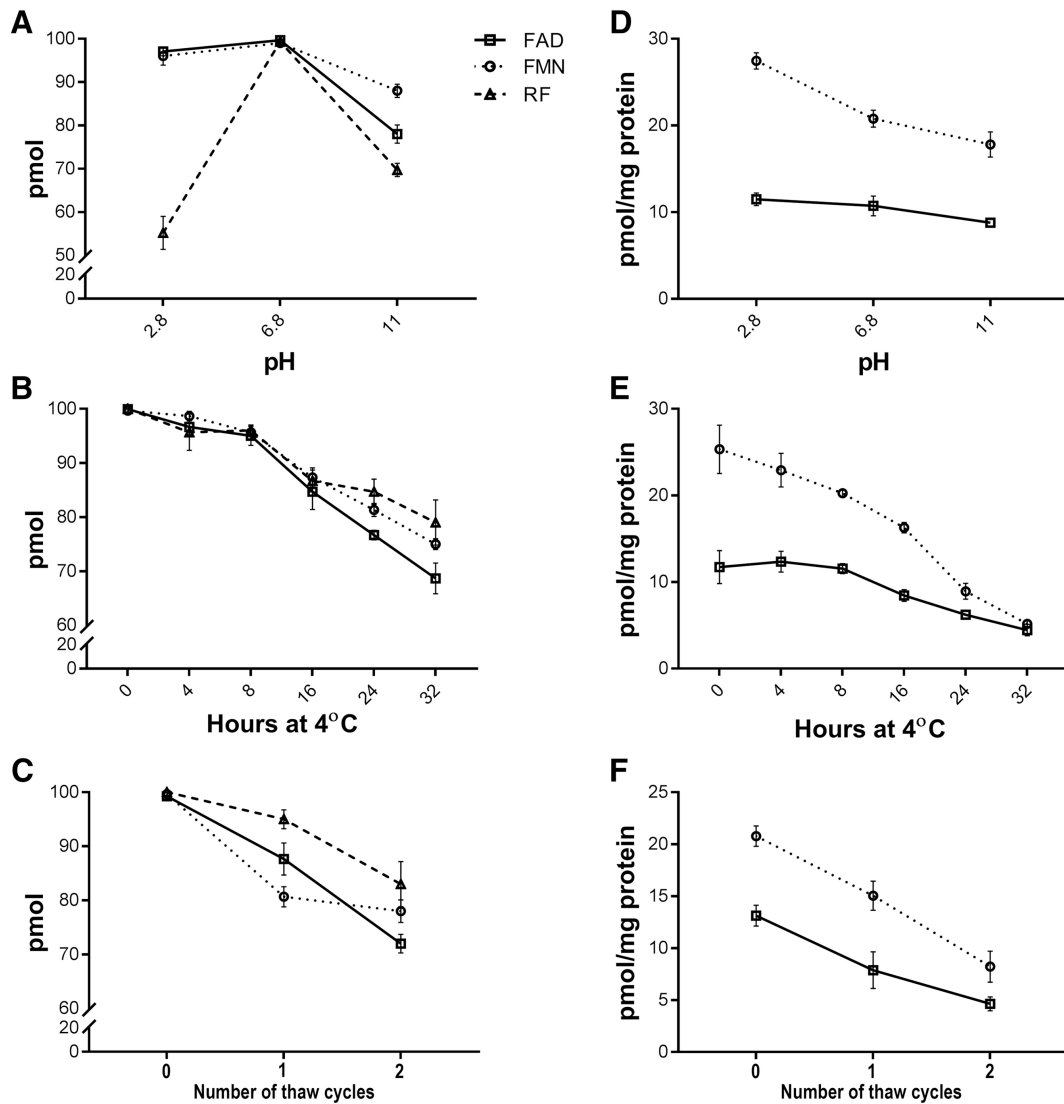 A
100
90
80
70
60
50
20
0
pmol
2.8
6.8
11
pH
FAD
FMN
RF
D
30
20
10
0
pmol/mg protein
2.8
6.8
11
pH
B
100
90
80
70
60
20
0
pmol
0
4
8
16
24
32
Hours at 4°C
E
30
20
10
0
pmol/mg protein
0
4
8
16
24
32
Hours at 4°C
C
100
90
80
70
60
20
0
pmol
0
1
2
Number of thaw cycles
F
25
20
15
10
5
0
pmol/mg protein
0
1
2
Number of thaw cycles